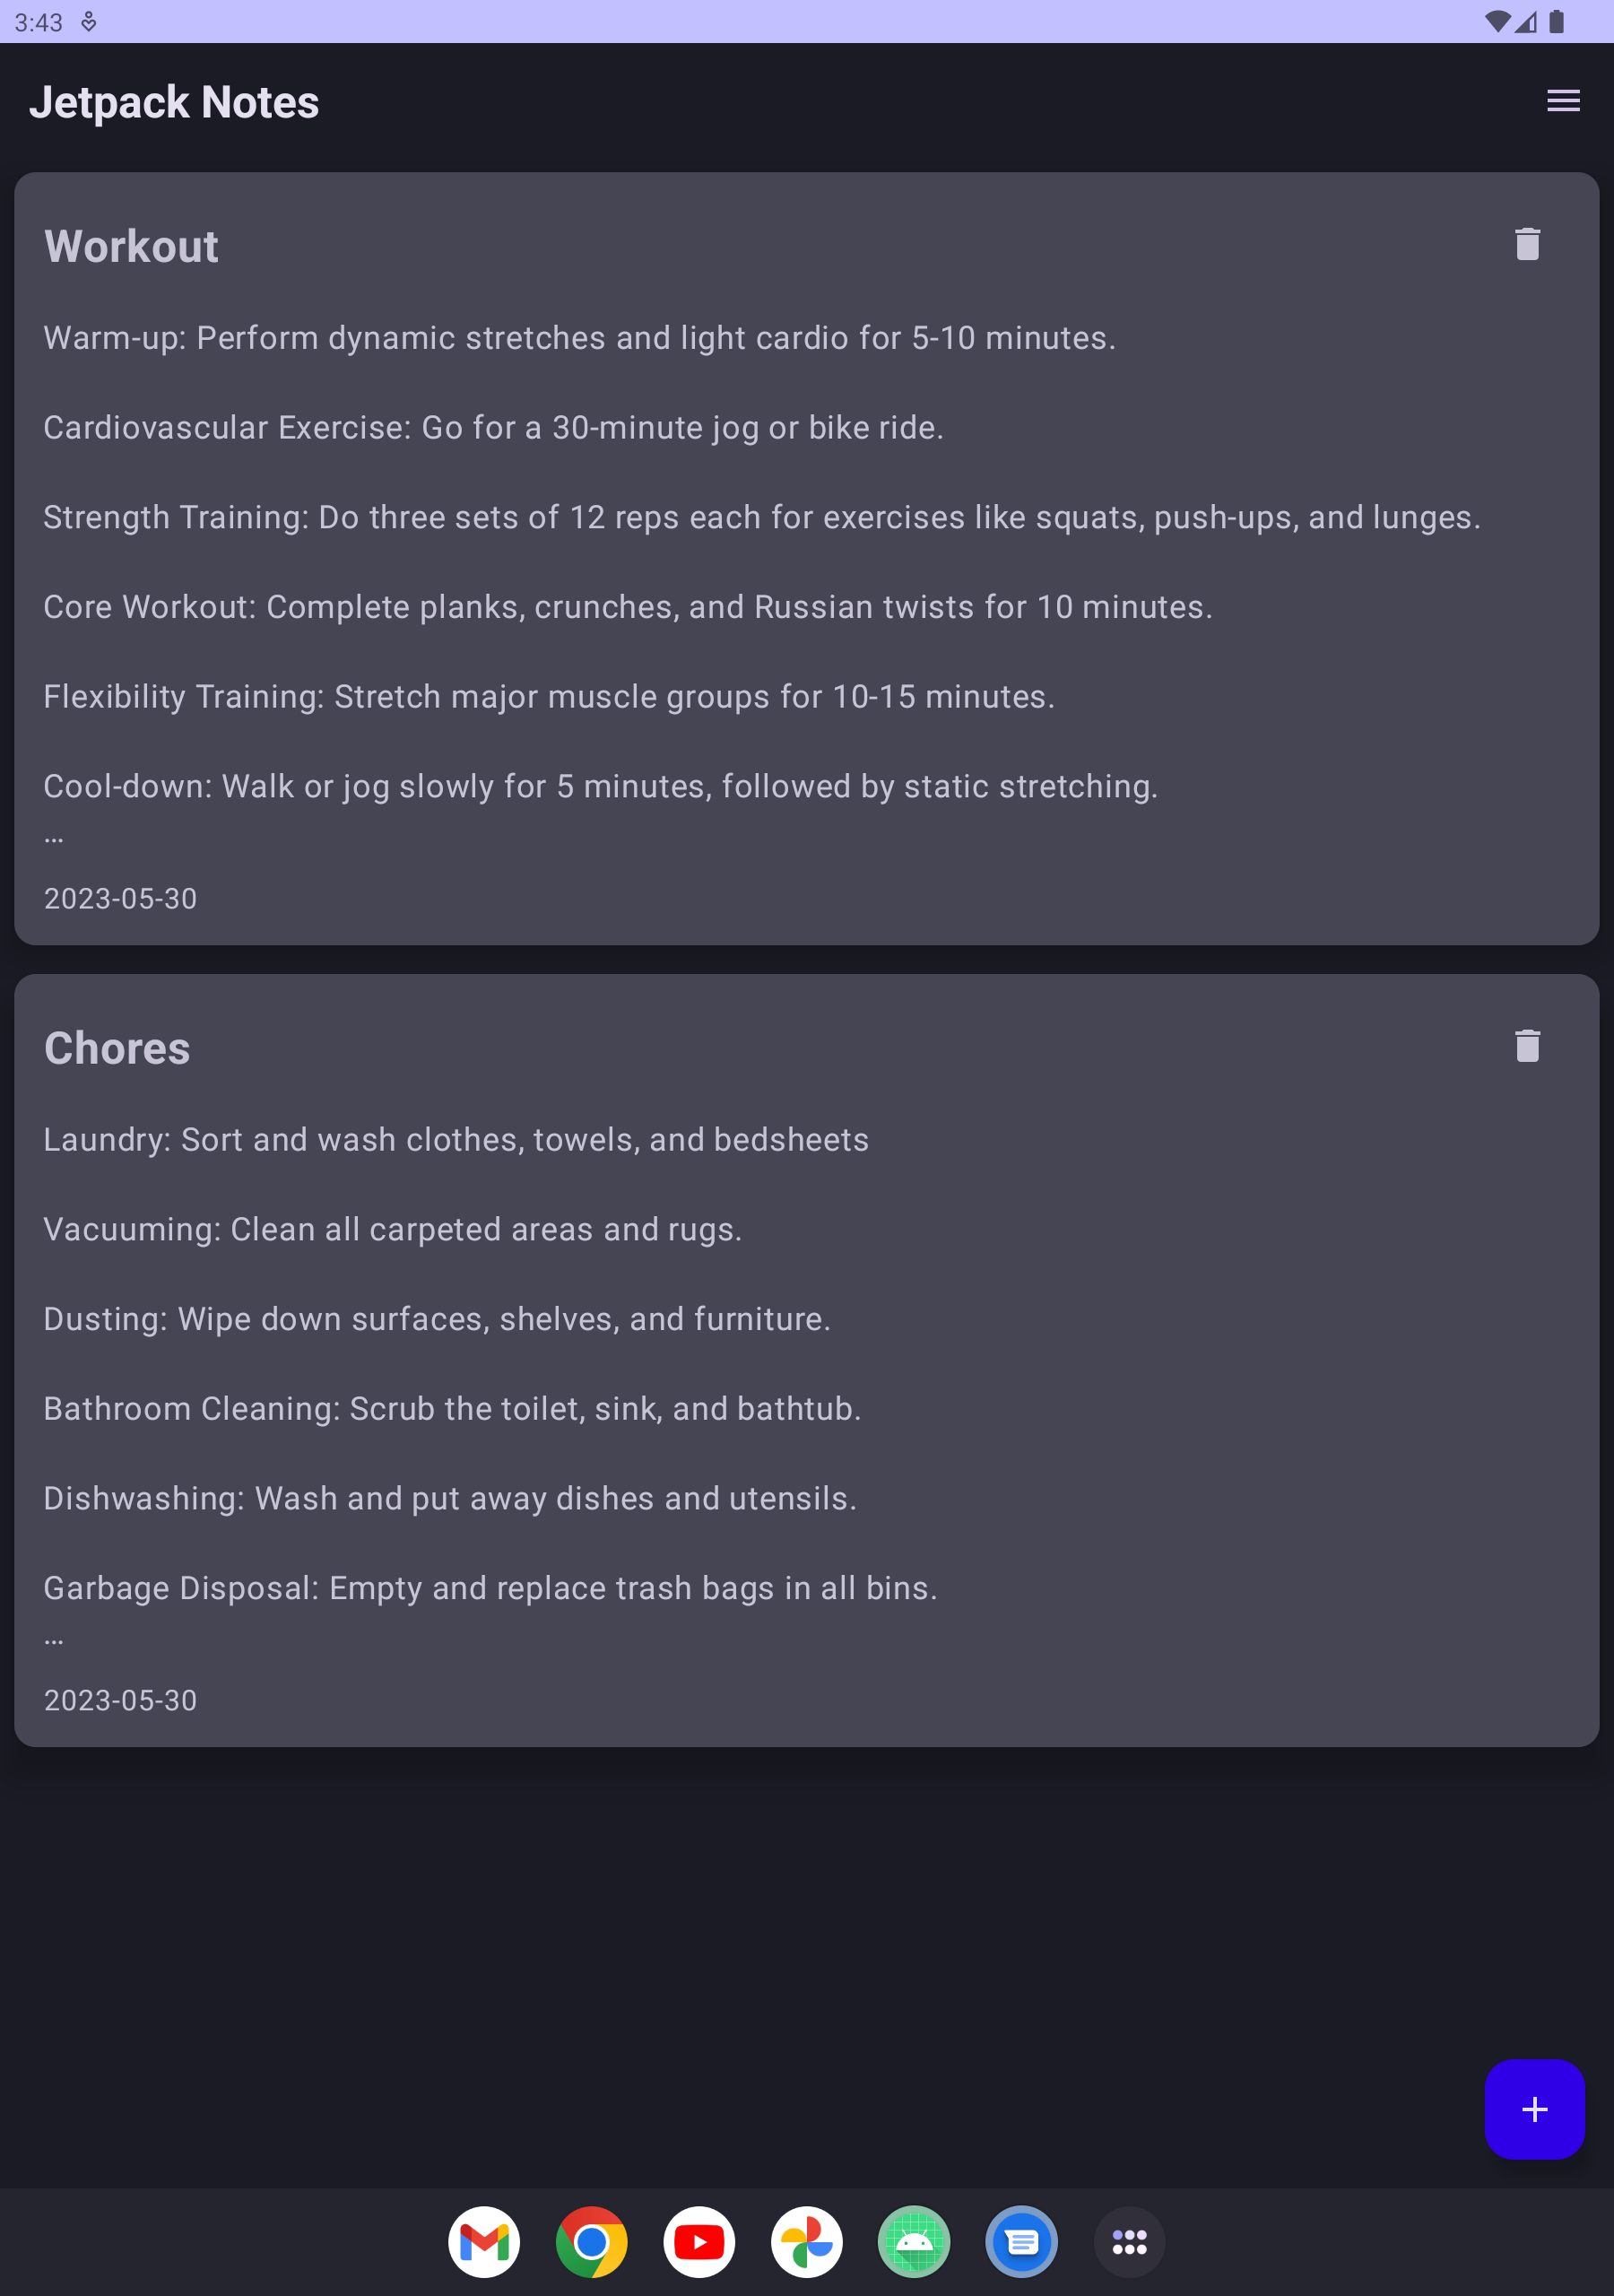 3:43
Jetpack Notes
Workout
Warm-up: Perform dynamic stretches and light cardio for 5-10 minutes.
Cardiovascular Exercise: Go for a 30-minute jog or bike ride.
Strength Training: Do three sets of 12 reps each for exercises like squats, push-ups, and lunges.
Core Workout: Complete planks, crunches, and Russian twists for 10 minutes.
Flexibility Training: Stretch major muscle groups for 10-15 minutes.
Cool-down: Walk or jog slowly for 5 minutes, followed by static stretching.
…
2023-05-30
Chores
Laundry: Sort and wash clothes, towels, and bedsheets
Vacuuming: Clean all carpeted areas and rugs.
Dusting: Wipe down surfaces, shelves, and furniture.
Bathroom Cleaning: Scrub the toilet, sink, and bathtub.
Dishwashing: Wash and put away dishes and utensils.
Garbage Disposal: Empty and replace trash bags in all bins.
…
2023-05-30